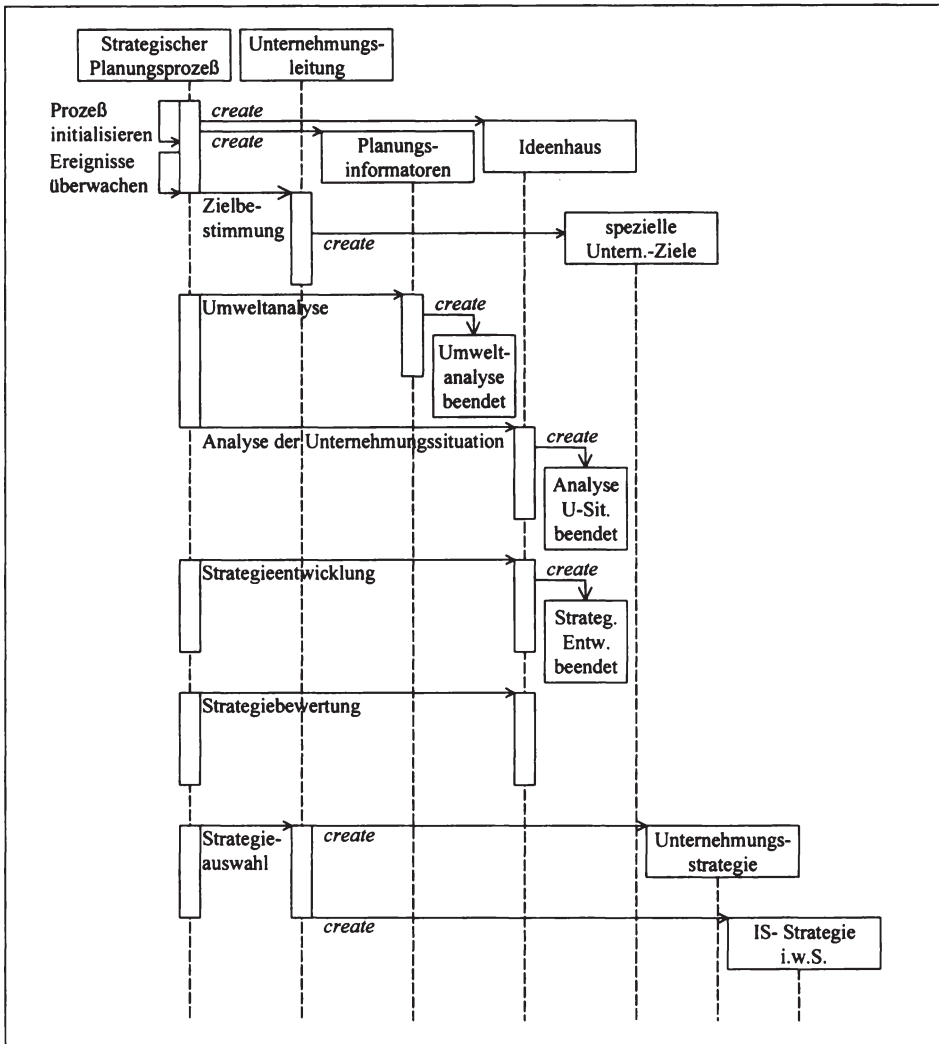 Strategischer
Planungsprozeß
Unternehmungs-
leitung
Prozeß
initialisieren
create
create
Planungs-
informatoren
Ideenhaus
Ereignisse
überwachen
Zielbe-
stimmung
create
spezielle
Untern.-Ziele
Umweltanalyse
create
Umwelt-
analyse
beendet
Analyse der Unternehmungssituation
create
Analyse
U-Sit.
beendet
Strategieentwicklung
create
Strateg.
Entw.
beendet
Strategiebewertung
Strategie-
auswahl
create
Unternehmungs-
strategie
create
IS- Strategie
i.w.S.